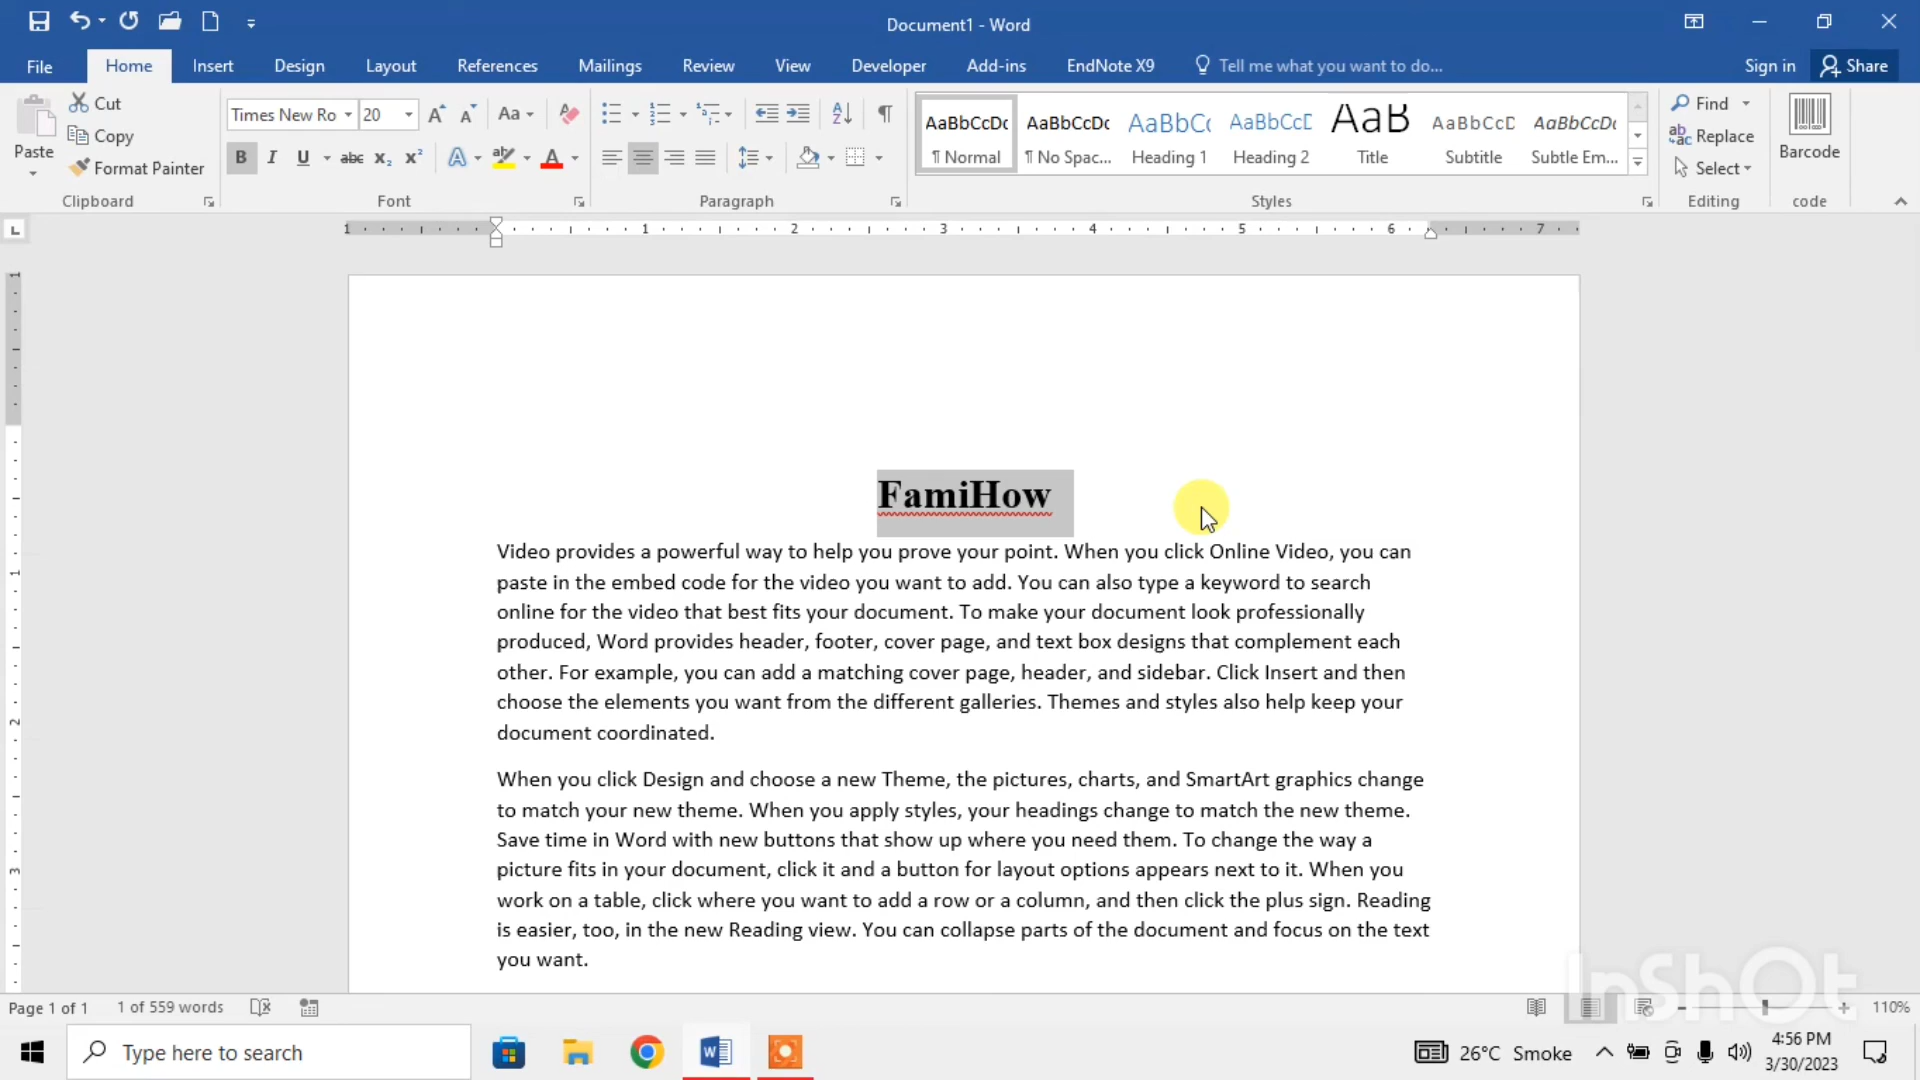 Document1 - Word
File Home Insert Design Layout References Mailings Review View Developer Add-ins EndNote X9 Tell me what you want to do... Sign in Share
Paste
Cut
Copy
Format Painter
Clipboard
Times New Ro 20 Aa
B I U abc X₂ X² A ab A
Font
Paragraph
AaBbCcDc AaBbCcDc AaBbCc AaBbCcD AaB AaBbCcD AaBbCcDc
¶ Normal ¶ No Spac... Heading 1 Heading 2 Title Subtitle Subtle Em...
Styles
Find
Replace
Select
Editing
Barcode
code
1 1 2 3 4 5 6 7
FamiHow
Video provides a powerful way to help you prove your point. When you click Online Video, you can
paste in the embed code for the video you want to add. You can also type a keyword to search
online for the video that best fits your document. To make your document look professionally
produced, Word provides header, footer, cover page, and text box designs that complement each
other. For example, you can add a matching cover page, header, and sidebar. Click Insert and then
choose the elements you want from the different galleries. Themes and styles also help keep your
document coordinated.
When you click Design and choose a new Theme, the pictures, charts, and SmartArt graphics change
to match your new theme. When you apply styles, your headings change to match the new theme.
Save time in Word with new buttons that show up where you need them. To change the way a
picture fits in your document, click it and a button for layout options appears next to it. When you
work on a table, click where you want to add a row or a column, and then click the plus sign. Reading
is easier, too, in the new Reading view. You can collapse parts of the document and focus on the text
you want.
InShOt
Page 1 of 1 1 of 559 words 110%
Type here to search
26°C Smoke
4:56 PM
3/30/2023